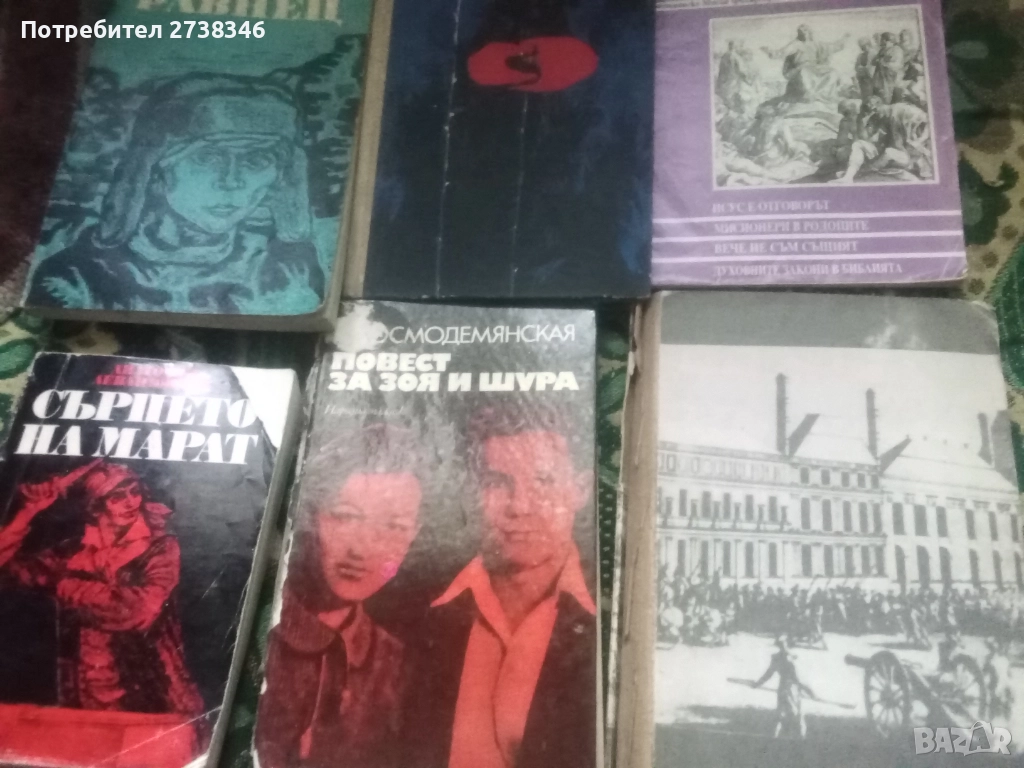 Потребител 2738346
ИСУС Е ОТГОВОРЪТ
МИСИОНЕРИ В РОДОПИТЕ
ВЕЧЕ НЕ СЪМ СЪЩИЯТ
ДУХОВНИТЕ ЗАКОНИ В БИБЛИЯТА
СЪРЦЕТО
НА МАРАТ
ОСМОДЕМЯНСКАЯ
ПОВЕСТ
ЗА ЗОЯ И ШУРА
BAZAR